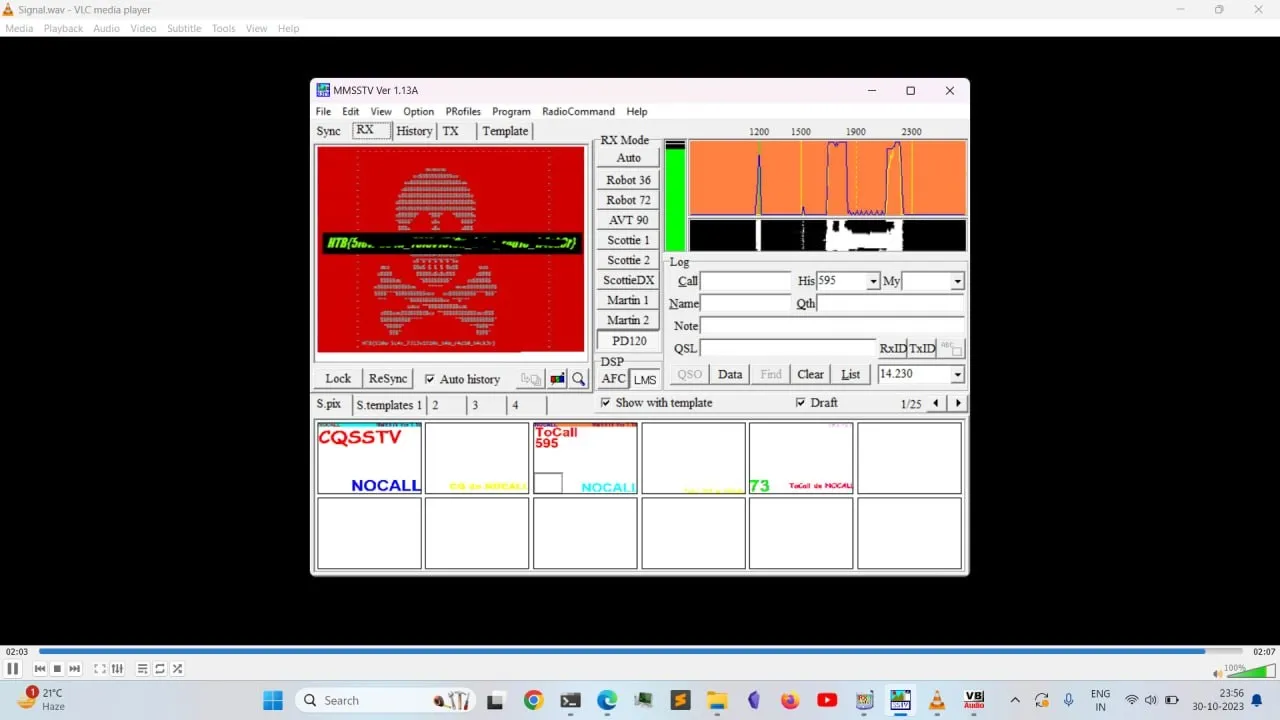 Signal.wav - VLC media player
Media Playback Audio Video Subtitle Tools View Help
MMSSTV Ver 1.13A
File Edit View Option PRofiles Program RadioCommand Help
Sync RX History TX Template
RX Mode
Auto
Robot 36
Robot 72
AVT 90
Scottie 1
Scottie 2
ScottieDX
Martin 1
Martin 2
PD120
DSP
AFC LMS
1200 1500 1900 2300
Log
Call His 595 My
Name Qth
Note
QSL RxID TxID
QSO Data Find Clear List 14.230
Lock ReSync Auto history
Show with template Draft 1/25
S.pix S.templates 1 2 3 4
CQSSTV
NOCALL
CQ de NOCALL
ToCall
595
NOCALL
73 ToCall de NOCALL
02:03 02:07
100%
1
21°C
Haze
Search
VB
Audio
ENG
IN
23:56
30-10-2023